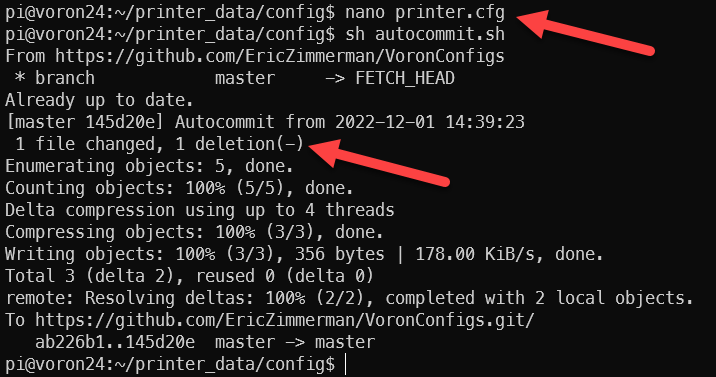 pi@voron24:~/printer_data/config$ nano printer.cfg
pi@voron24:~/printer_data/config$ sh autocommit.sh
From https://github.com/EricZimmerman/VoronConfigs
 * branch            master     -> FETCH_HEAD
Already up to date.
[master 145d20e] Autocommit from 2022-12-01 14:39:23
 1 file changed, 1 deletion(-)
Enumerating objects: 5, done.
Counting objects: 100% (5/5), done.
Delta compression using up to 4 threads
Compressing objects: 100% (3/3), done.
Writing objects: 100% (3/3), 356 bytes | 178.00 KiB/s, done.
Total 3 (delta 2), reused 0 (delta 0)
remote: Resolving deltas: 100% (2/2), completed with 2 local objects.
To https://github.com/EricZimmerman/VoronConfigs.git/
   ab226b1..145d20e  master -> master
pi@voron24:~/printer_data/config$